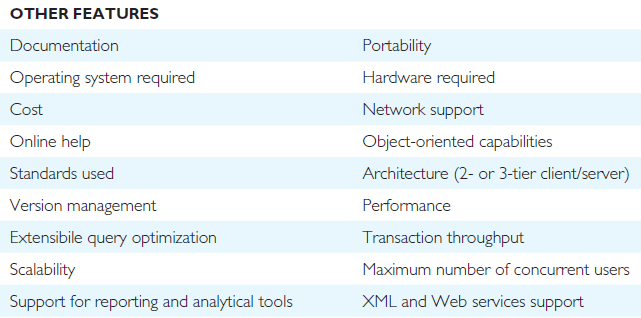 OTHER FEATURES
Documentation Portability
Operating system required Hardware required
Cost Network support
Online help Object-oriented capabilities
Standards used Architecture (2- or 3-tier client/server)
Version management Performance
Extensibile query optimization Transaction throughput
Scalability Maximum number of concurrent users
Support for reporting and analytical tools XML and Web services support